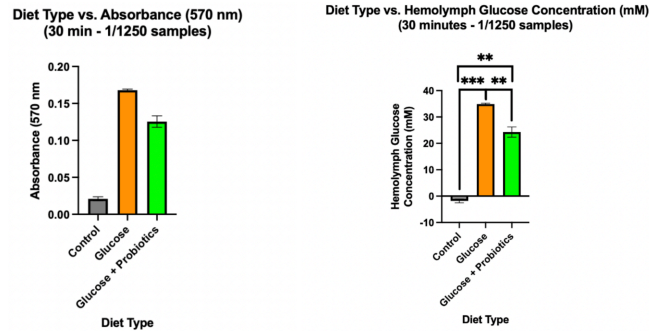 Diet Type vs. Absorbance (570 nm)
(30 min - 1/1250 samples)
Absorbance (570 nm
0.20
0.15
0.10
0.05
0.00
Control
Glucose
Glucose + Probiotics
Diet Type
Diet Type vs. Hemolymph Glucose Concentration (mM)
(30 minutes - 1/1250 samples)
Hemolymph Glucose
Concentration (mM)
**
*** **
40
30
20
10
0
-10
Control
Glucose
Glucose + Probiotics
Diet Type